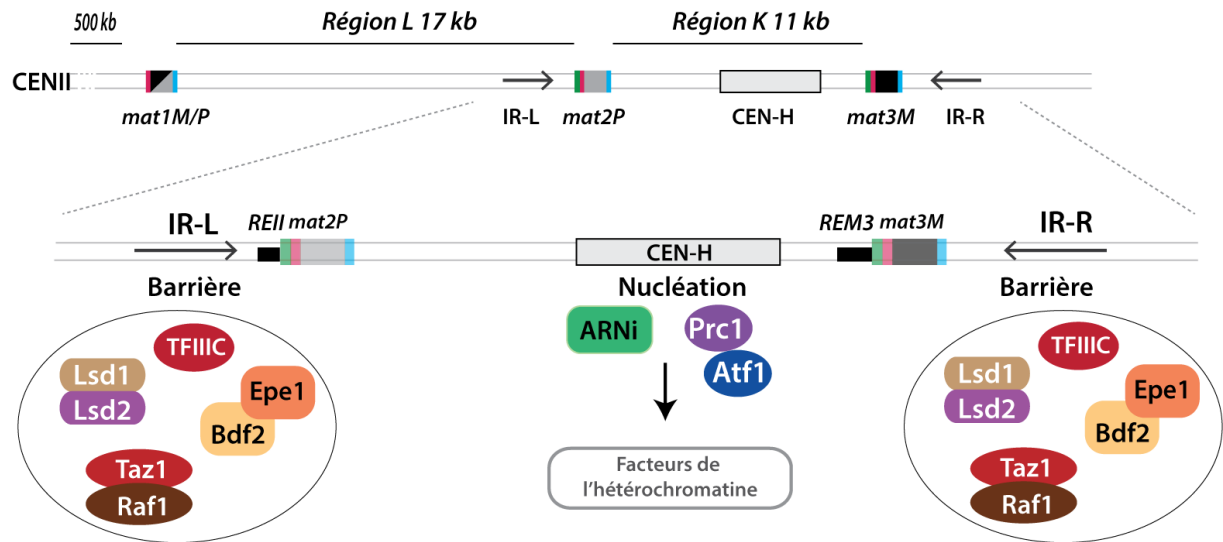 500 kb
Région L 17 kb
Région K 11 kb
CENII
mat1M/P
IR-L
mat2P
CEN-H
mat3M
IR-R
IR-L
REII mat2P
CEN-H
REM3 mat3M
IR-R
Barrière
Nucléation
Barrière
TFIIIC
Lsd1
Lsd2
Epe1
Bdf2
Taz1
Raf1
ARNi
Prc1
Atf1
Facteurs de
l'hétérochromatine
TFIIIC
Lsd1
Lsd2
Epe1
Bdf2
Taz1
Raf1